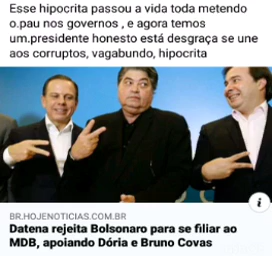 Esse hipocrita passou a vida toda metendo
o.pau nos governos , e agora temos
um.presidente honesto está desgraça se une
aos corruptos, vagabundo, hipocrita
i
BR.HOJENOTICIAS.COM.BR
Datena rejeita Bolsonaro para se filiar ao
MDB, apoiando Dória e Bruno Covas